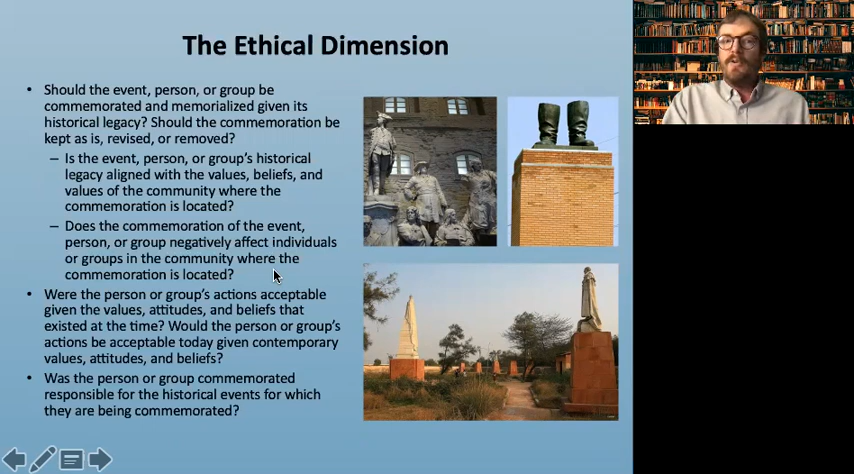 The Ethical Dimension
• Should the event, person, or group be
commemorated and memorialized given its
historical legacy? Should the commemoration be
kept as is, revised, or removed?
– Is the event, person, or group's historical
legacy aligned with the values, beliefs, and
values of the community where the
commemoration is located?
– Does the commemoration of the event,
person, or group negatively affect individuals
or groups in the community where the
commemoration is located?
• Were the person or group's actions acceptable
given the values, attitudes, and beliefs that
existed at the time? Would the person or group's
actions be acceptable today given contemporary
values, attitudes, and beliefs?
• Was the person or group commemorated
responsible for the historical events for which
they are being commemorated?